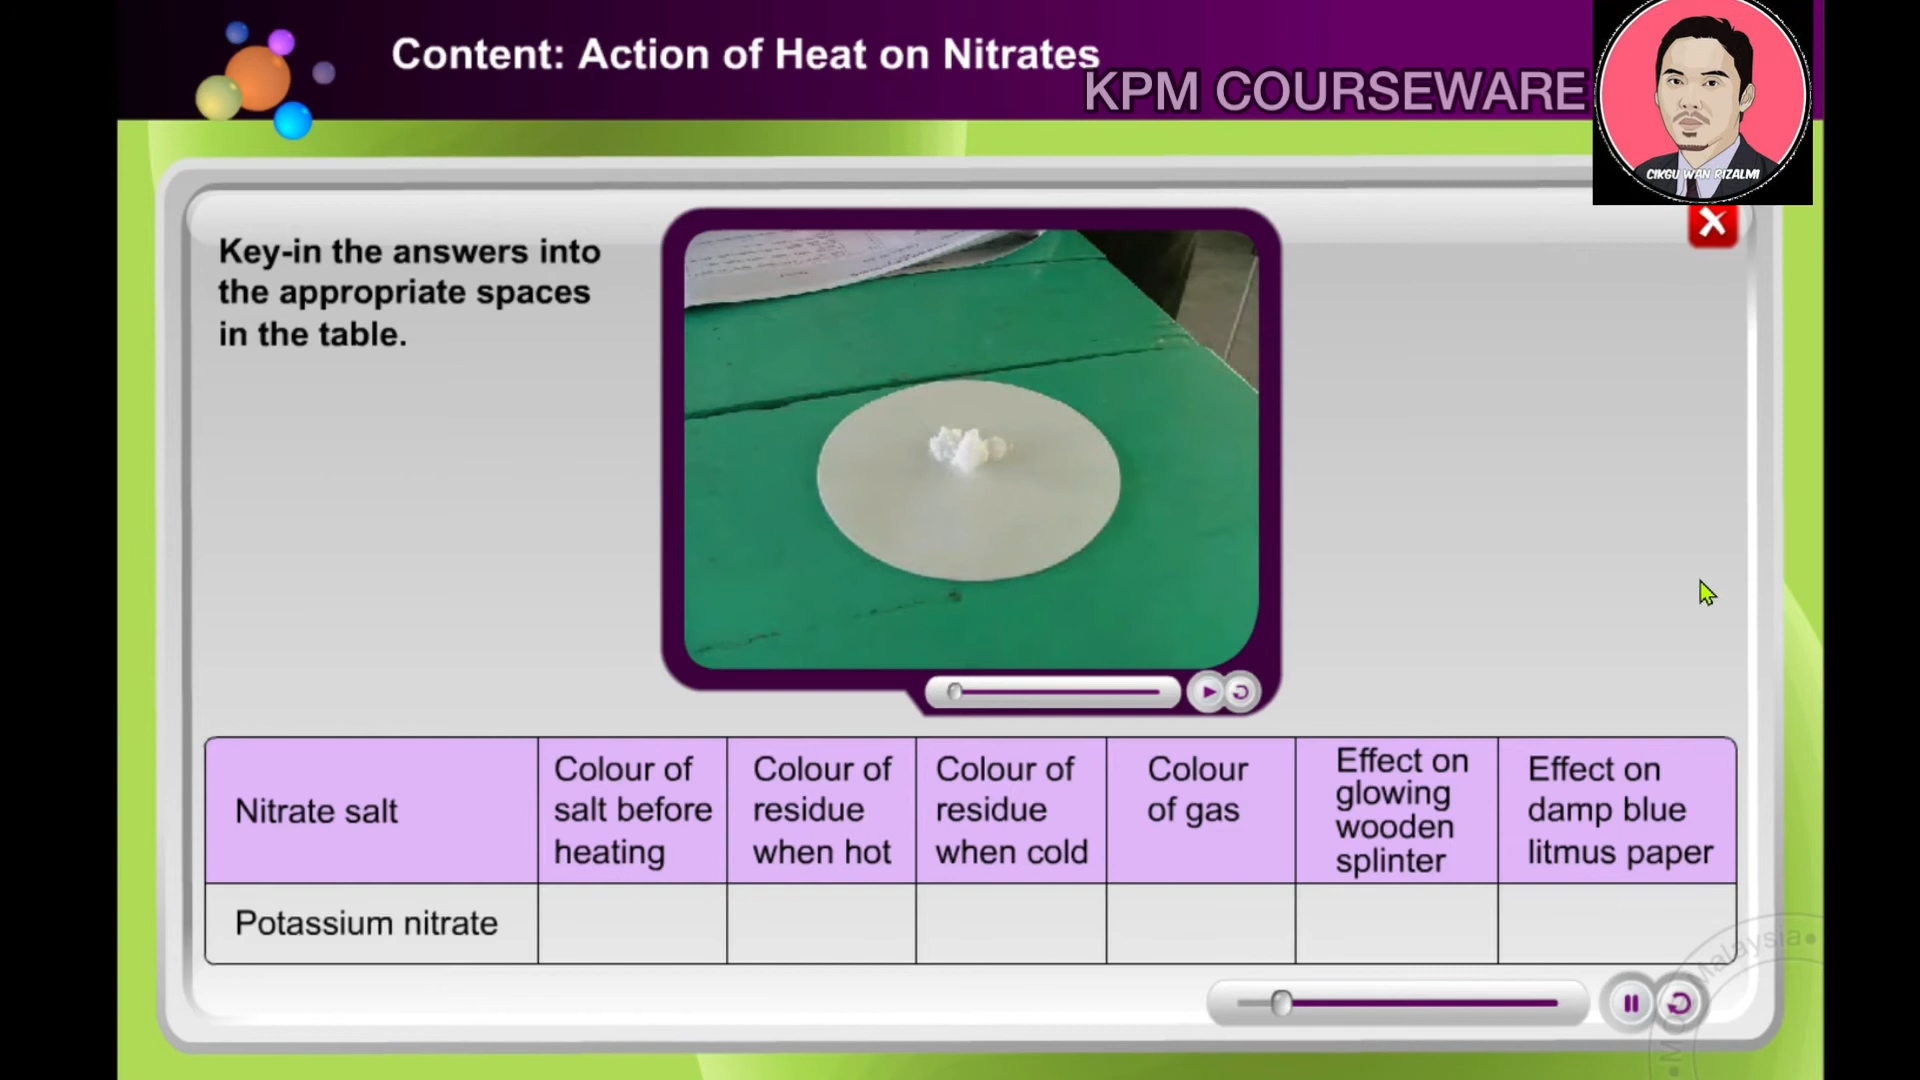 Content: Action of Heat on Nitrates
KPM COURSEWARE
CIKGU WAN RIZALMI
Key-in the answers into
the appropriate spaces
in the table.
Nitrate salt
Colour of
salt before
heating
Colour of
residue
when hot
Colour of
residue
when cold
Colour
of gas
Effect on
glowing
wooden
splinter
Effect on
damp blue
litmus paper
Potassium nitrate
Malaysia